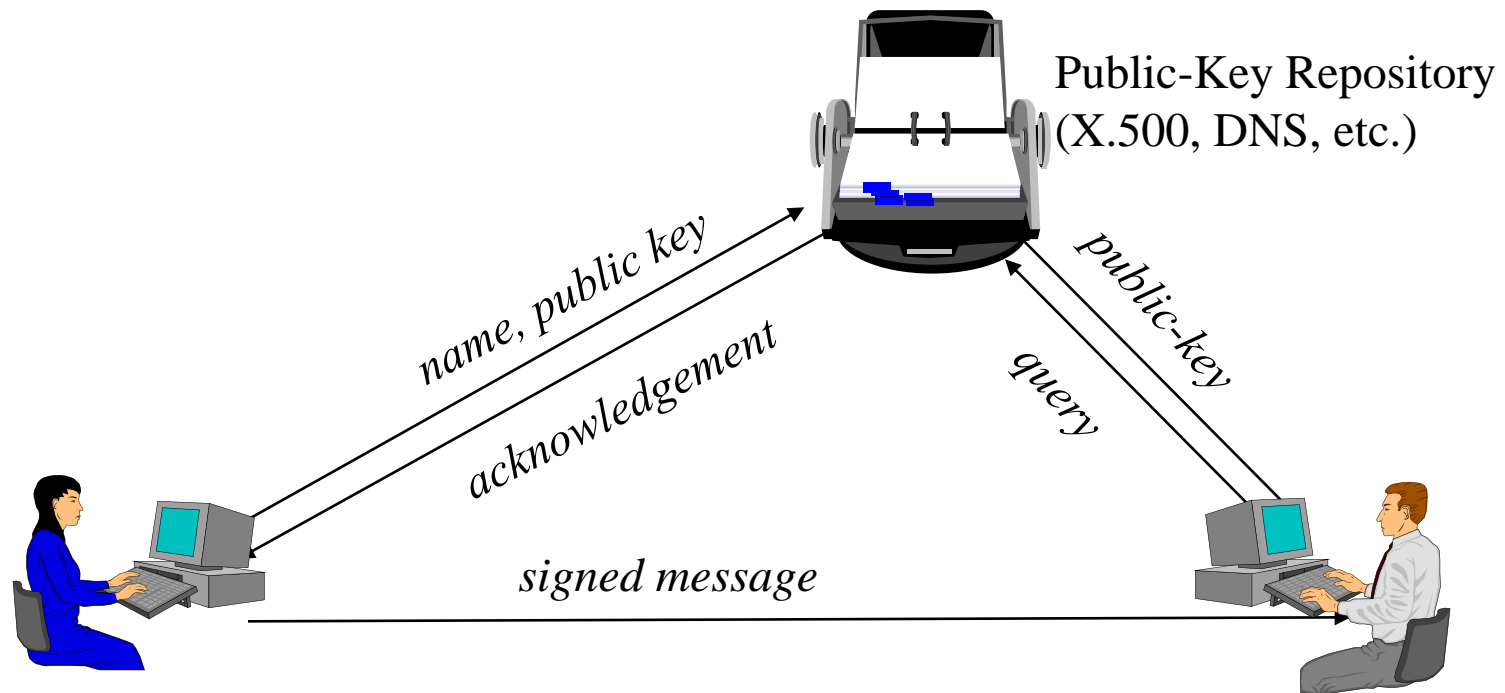 Public-Key Repository
(X.500, DNS, etc.)
name, public key
acknowledgement
public-key
query
signed message